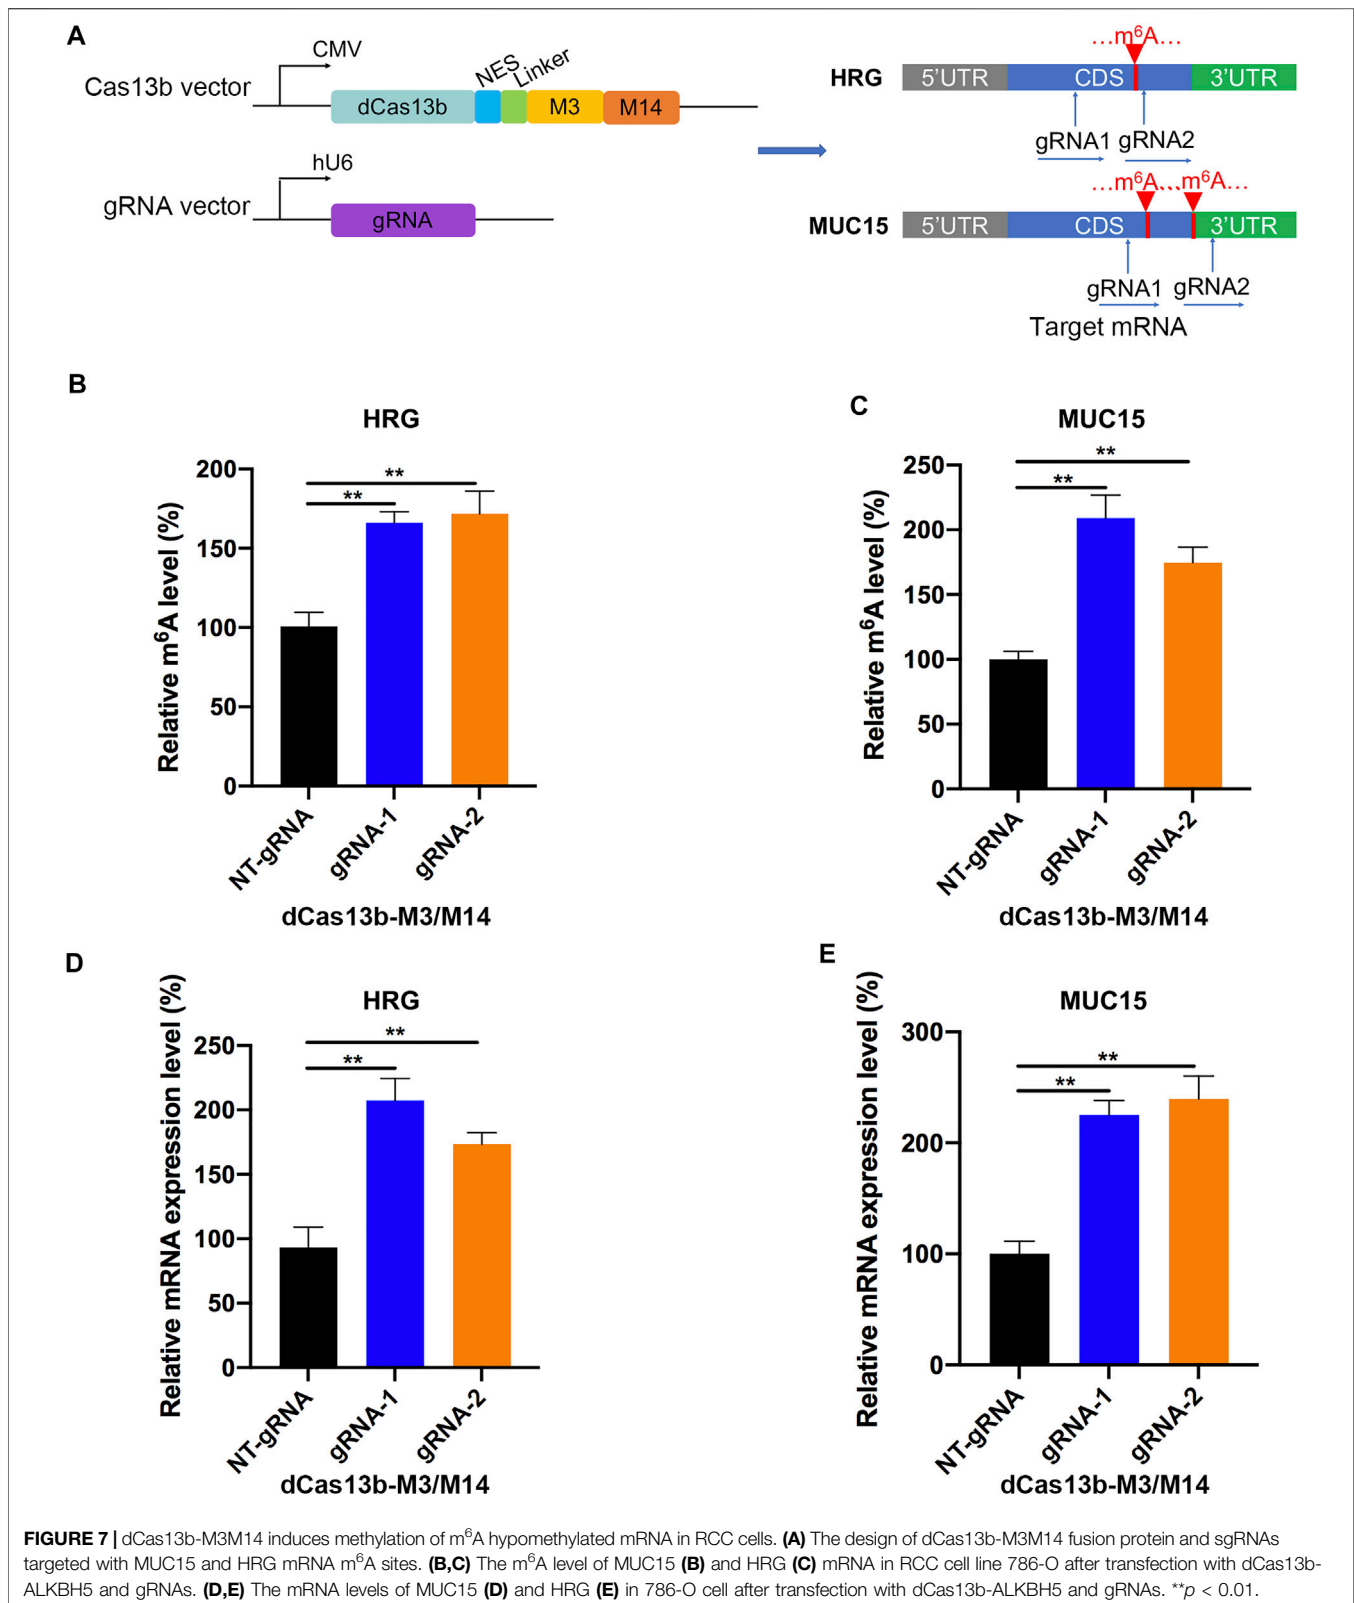 A
CMV
NES
Linker
Cas13b vector
dCas13b
M3
M14
hU6
gRNA vector
gRNA
…m⁶A…
HRG
5’UTR
CDS
3’UTR
gRNA1
gRNA2
…m⁶A…m⁶A…
MUC15
5’UTR
CDS
3’UTR
gRNA1
gRNA2
Target mRNA
B
HRG
Relative m⁶A level (%)
200
150
100
50
0
**
**
NT-gRNA
gRNA-1
gRNA-2
dCas13b-M3/M14
C
MUC15
Relative m⁶A level (%)
250
200
150
100
50
0
**
**
NT-gRNA
gRNA-1
gRNA-2
dCas13b-M3/M14
D
HRG
Relative mRNA expression level (%)
250
200
150
100
50
0
**
**
NT-gRNA
gRNA-1
gRNA-2
dCas13b-M3/M14
E
MUC15
Relative mRNA expression level (%)
300
200
100
0
**
**
NT-gRNA
gRNA-1
gRNA-2
dCas13b-M3/M14
FIGURE 7 | dCas13b-M3M14 induces methylation of m⁶A hypomethylated mRNA in RCC cells. (A) The design of dCas13b-M3M14 fusion protein and sgRNAs
targeted with MUC15 and HRG mRNA m⁶A sites. (B,C) The m⁶A level of MUC15 (B) and HRG (C) mRNA in RCC cell line 786-O after transfection with dCas13b-
ALKBH5 and gRNAs. (D,E) The mRNA levels of MUC15 (D) and HRG (E) in 786-O cell after transfection with dCas13b-ALKBH5 and gRNAs. **p < 0.01.